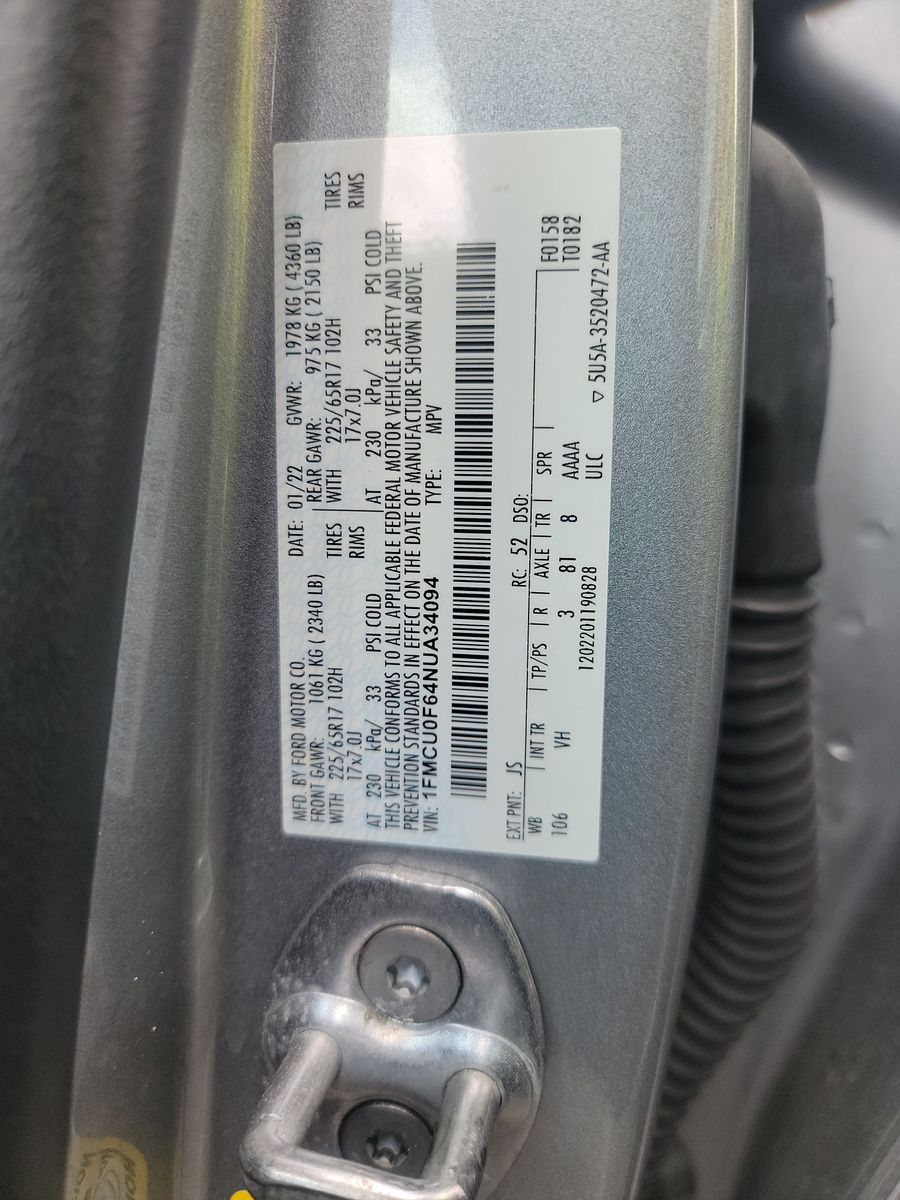 MFD. BY FORD MOTOR CO. DATE: 01/22 GVWR: 1978 KG ( 4360 LB)
FRONT GAWR: 1061 KG ( 2340 LB) REAR GAWR: 975 KG ( 2150 LB)
WITH 225/65R17 102H TIRES WITH 225/65R17 102H TIRES
17x7.0J RIMS 17x7.0J RIMS
AT 230 kPa/ 33 PSI COLD AT 230 kPa/ 33 PSI COLD
THIS VEHICLE CONFORMS TO ALL APPLICABLE FEDERAL MOTOR VEHICLE SAFETY AND THEFT
PREVENTION STANDARDS IN EFFECT ON THE DATE OF MANUFACTURE SHOWN ABOVE.
VIN: 1FMCU0F64NUA34094 TYPE: MPV
EXT PNT: JS RC: 52 DSO: F0158
WB INT TR TP/PS R AXLE TR SPR T0182
106 VH 3 81 8 AAAA
1202201190828 ULC ▽ 5U5A-3520472-AA